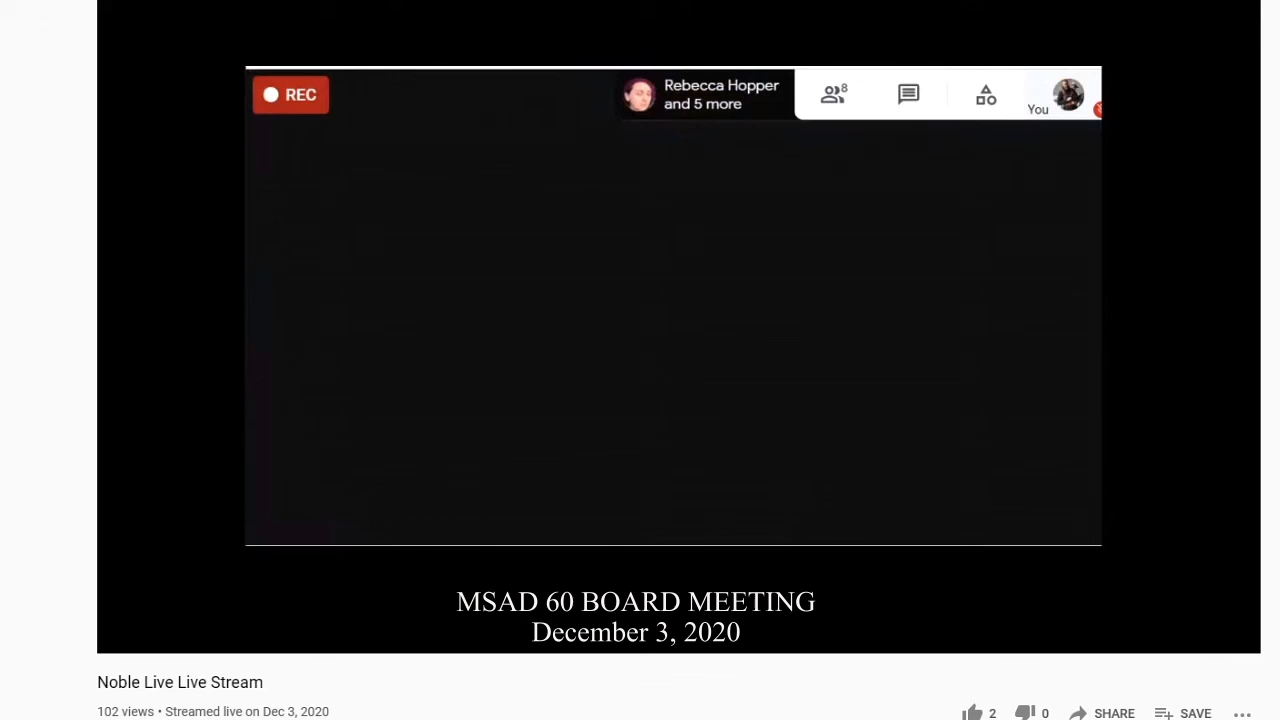 REC
Rebecca Hopper
and 5 more
8
You
MSAD 60 BOARD MEETING
December 3, 2020
Noble Live Live Stream
102 views • Streamed live on Dec 3, 2020
2
0
SHARE
SAVE